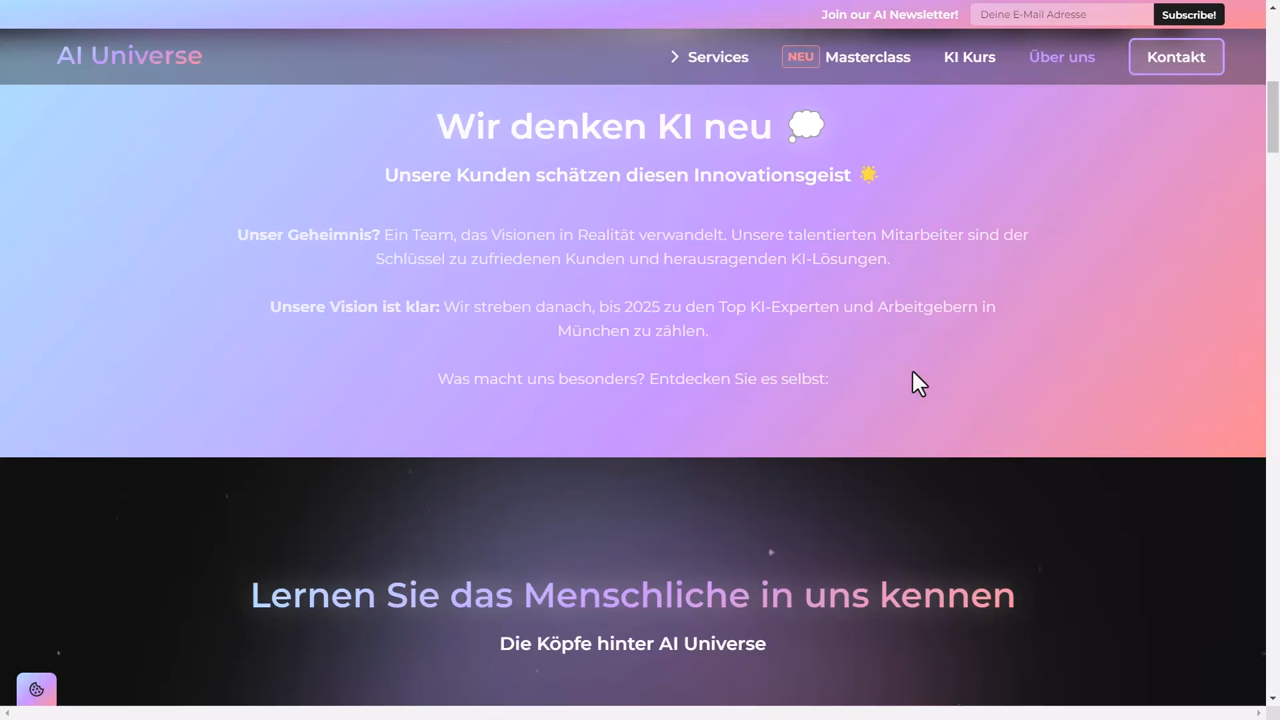 Join our AI Newsletter! Deine E-Mail Adresse Subscribe!
AI Universe Services NEU Masterclass KI Kurs Über uns Kontakt
Wir denken KI neu 💭
Unsere Kunden schätzen diesen Innovationsgeist 🌟
Unser Geheimnis? Ein Team, das Visionen in Realität verwandelt. Unsere talentierten Mitarbeiter sind der
Schlüssel zu zufriedenen Kunden und herausragenden KI-Lösungen.
Unsere Vision ist klar: Wir streben danach, bis 2025 zu den Top KI-Experten und Arbeitgebern in
München zu zählen.
Was macht uns besonders? Entdecken Sie es selbst:
Lernen Sie das Menschliche in uns kennen
Die Köpfe hinter AI Universe